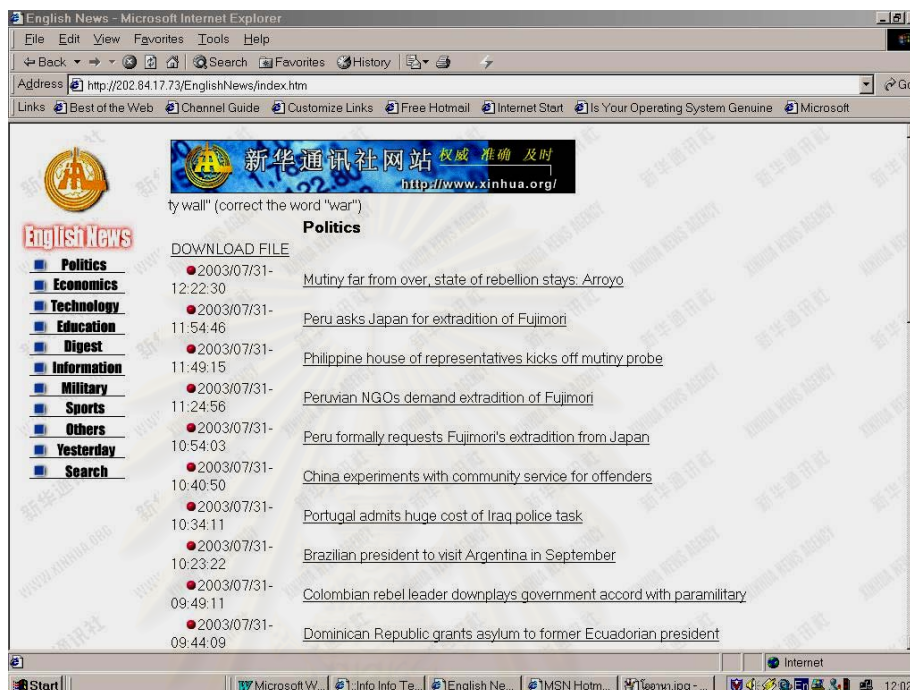 English News - Microsoft Internet Explorer
File Edit View Favorites Tools Help
Back Search Favorites History
Address http://202.84.17.73/EnglishNews/index.htm Go
Links Best of the Web Channel Guide Customize Links Free Hotmail Internet Start Is Your Operating System Genuine Microsoft
新华通讯社网站 权威 准确 及时
http://www.xinhua.org/
English News
Politics
Economics
Technology
Education
Digest
Information
Military
Sports
Others
Yesterday
Search
ty wall" (correct the word "war")
Politics
DOWNLOAD FILE
2003/07/31-
12:22:30
Mutiny far from over, state of rebellion stays: Arroyo
2003/07/31-
11:54:46
Peru asks Japan for extradition of Fujimori
2003/07/31-
11:49:15
Philippine house of representatives kicks off mutiny probe
2003/07/31-
11:24:56
Peruvian NGOs demand extradition of Fujimori
2003/07/31-
10:54:03
Peru formally requests Fujimori's extradition from Japan
2003/07/31-
10:40:50
China experiments with community service for offenders
2003/07/31-
10:34:11
Portugal admits huge cost of Iraq police task
2003/07/31-
10:23:22
Brazilian president to visit Argentina in September
2003/07/31-
09:49:11
Colombian rebel leader downplays government accord with paramilitary
2003/07/31-
09:44:09
Dominican Republic grants asylum to former Ecuadorian president
Internet
Start Microsoft W... ::Info Info Te... English Ne... MSN Hotm... En 12:02